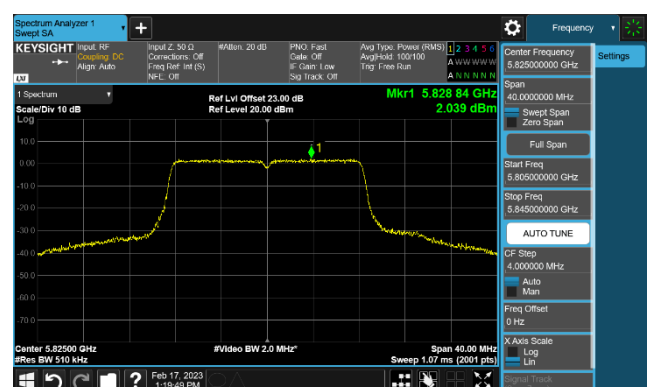 Spectrum Analyzer 1
Swept SA
Frequency
Settings
KEYSIGHT
LXI
Input: RF
Coupling: DC
Align: Auto
Input Z: 50 Ω
Corrections: Off
Freq Ref: Int (S)
NFE: Off
#Atten: 20 dB
PNO: Fast
Gate: Off
IF Gain: Low
Sig Track: Off
Avg Type: Power (RMS)
Avg|Hold: 100/100
Trig: Free Run
1 2 3 4 5 6
A W W W W W
A N N N N N
1 Spectrum
Scale/Div 10 dB
Log
Ref Lvl Offset 23.00 dB
Ref Level 20.00 dBm
Mkr1 5.828 84 GHz
2.039 dBm
10.0
0.00
-10.0
-20.0
-30.0
-40.0
-50.0
-60.0
-70.0
1
Center 5.82500 GHz
#Res BW 510 kHz
#Video BW 2.0 MHz*
Span 40.00 MHz
Sweep 1.07 ms (2001 pts)
Center Frequency
5.825000000 GHz
Span
40.0000000 MHz
Swept Span
Zero Span
Full Span
Start Freq
5.805000000 GHz
Stop Freq
5.845000000 GHz
AUTO TUNE
CF Step
4.000000 MHz
Auto
Man
Freq Offset
0 Hz
X Axis Scale
Log
Lin
Signal Track
Feb 17, 2023
1:19:49 PM